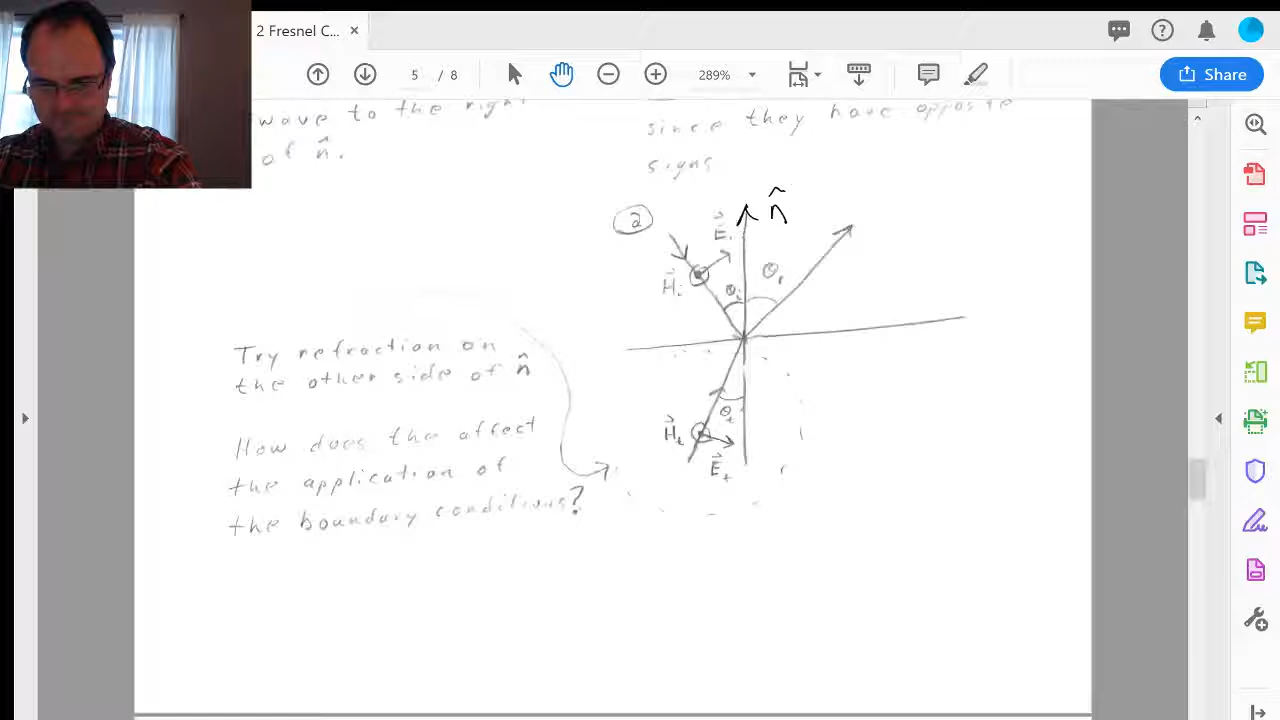 2 Fresnel C...
5 / 8
289%
Share
wave to the right
of n̂.
since they have opposite
signs
2
n̂
E⃗i
H⃗i
θi
θr
Try refraction on
the other side of n̂
How does the affect
the application of
the boundary conditions?
θt
H⃗t
E⃗t